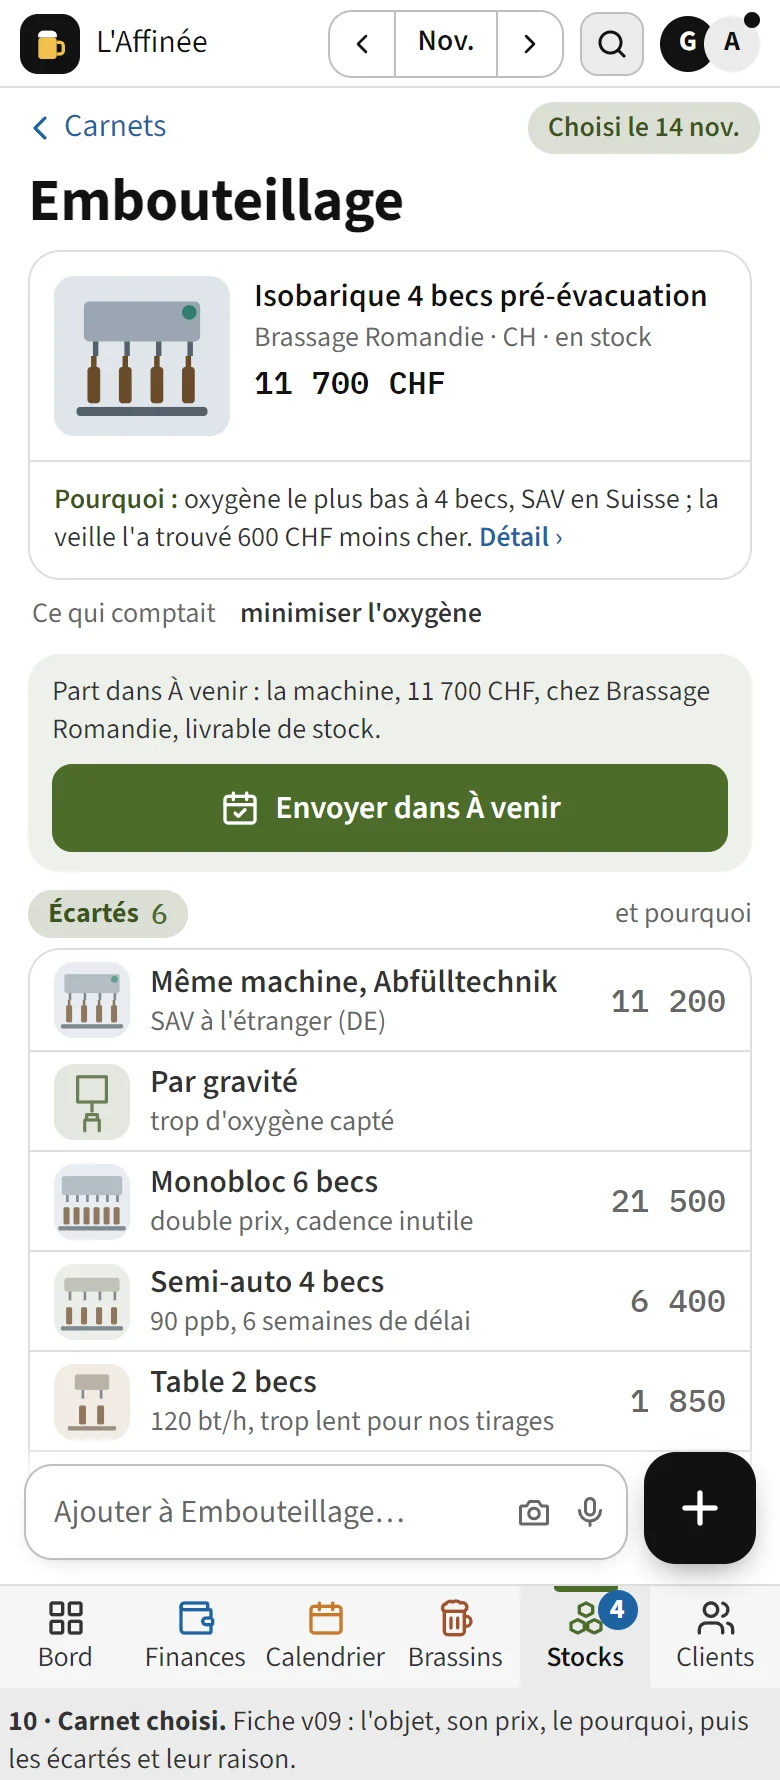 L'Affinée
Nov.
G
A
Carnets
Choisi le 14 nov.
Embouteillage
Isobarique 4 becs pré-évacuation
Brassage Romandie · CH · en stock
11 700 CHF
Pourquoi : oxygène le plus bas à 4 becs, SAV en Suisse ; la
veille l'a trouvé 600 CHF moins cher. Détail ›
Ce qui comptait minimiser l'oxygène
Part dans À venir : la machine, 11 700 CHF, chez Brassage
Romandie, livrable de stock.
Envoyer dans À venir
Écartés 6
et pourquoi
Même machine, Abfülltechnik
SAV à l'étranger (DE)
11 200
Par gravité
trop d'oxygène capté
Monobloc 6 becs
double prix, cadence inutile
21 500
Semi-auto 4 becs
90 ppb, 6 semaines de délai
6 400
Table 2 becs
120 bt/h, trop lent pour nos tirages
1 850
Ajouter à Embouteillage…
Bord
Finances
Calendrier
Brassins
4
Stocks
Clients
10 · Carnet choisi. Fiche v09 : l'objet, son prix, le pourquoi, puis
les écartés et leur raison.